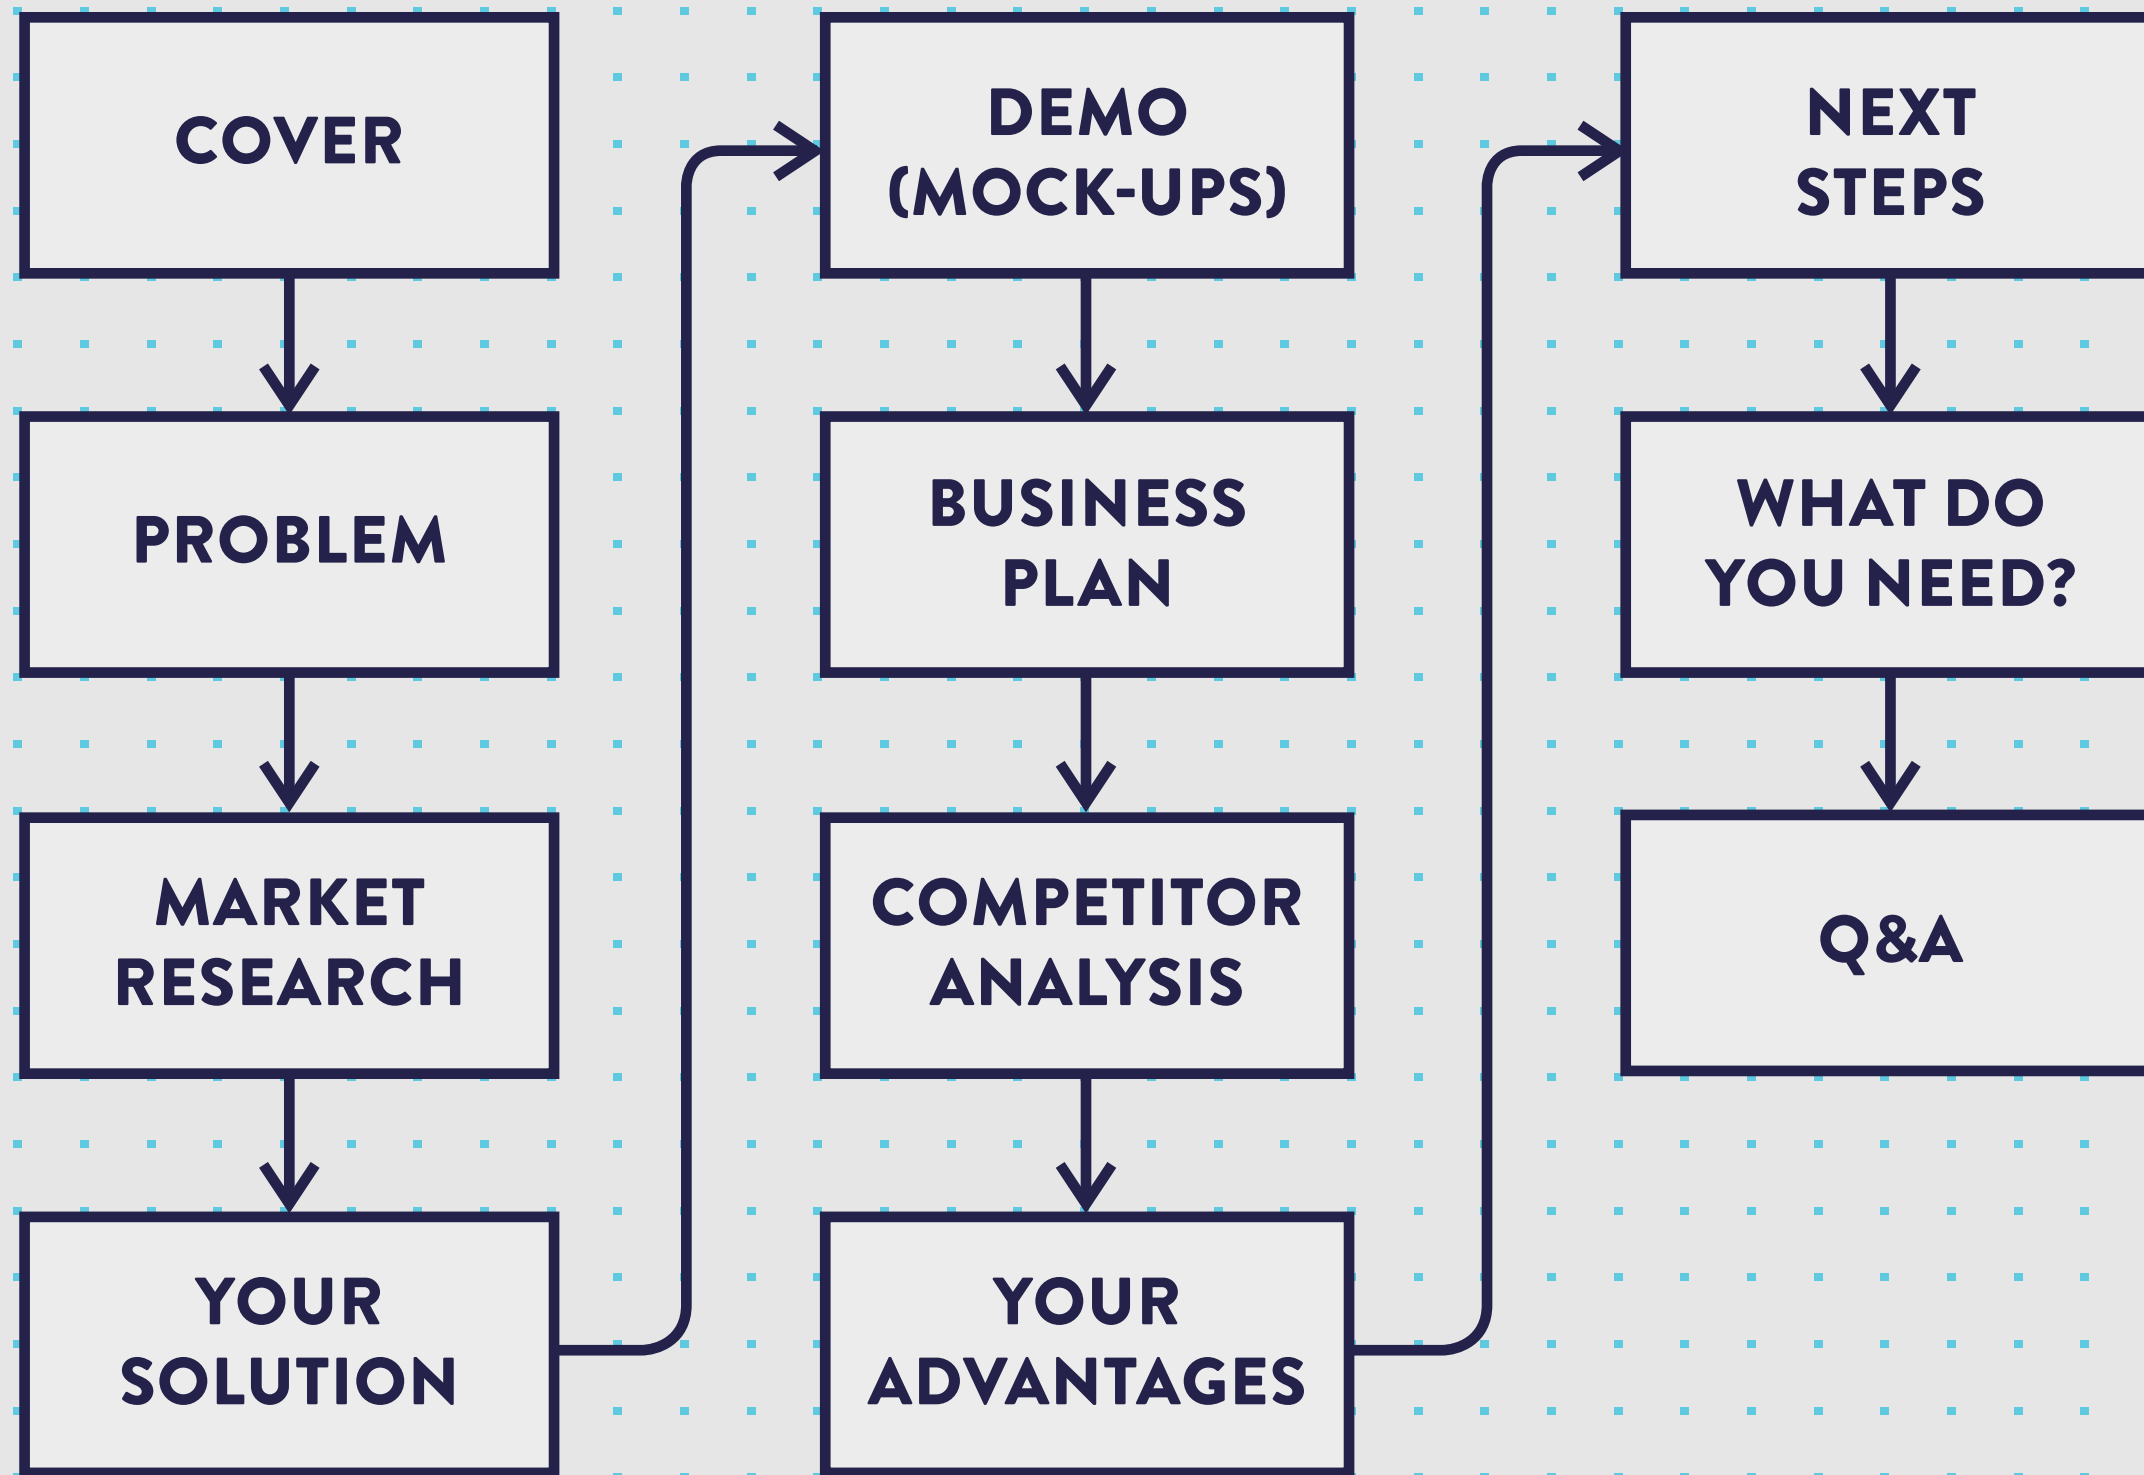 COVER
PROBLEM
MARKET
RESEARCH
YOUR
SOLUTION
DEMO
(MOCK-UPS)
BUSINESS
PLAN
COMPETITOR
ANALYSIS
YOUR
ADVANTAGES
NEXT
STEPS
WHAT DO
YOU NEED?
Q&A